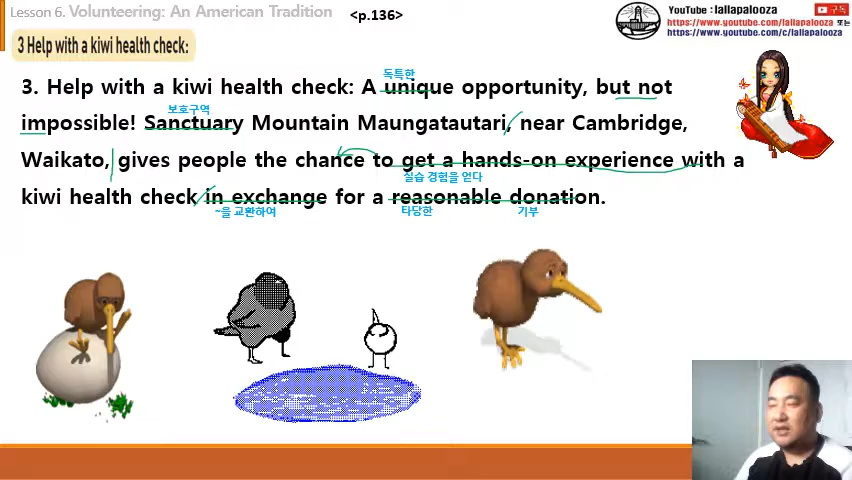 Lesson 6. Volunteering: An American Tradition
<p.136>
YouTube : lallapalooza
구독
https://www.youtube.com/lallapalooza 또는
https://www.youtube.com/c/lallapalooza
3 Help with a kiwi health check:
독특한
3. Help with a kiwi health check: A unique opportunity, but not
보호구역
impossible! Sanctuary Mountain Maungatautari, near Cambridge,
Waikato, gives people the chance to get a hands-on experience with a
실습 경험을 얻다
kiwi health check in exchange for a reasonable donation.
~을 교환하여 타당한 기부